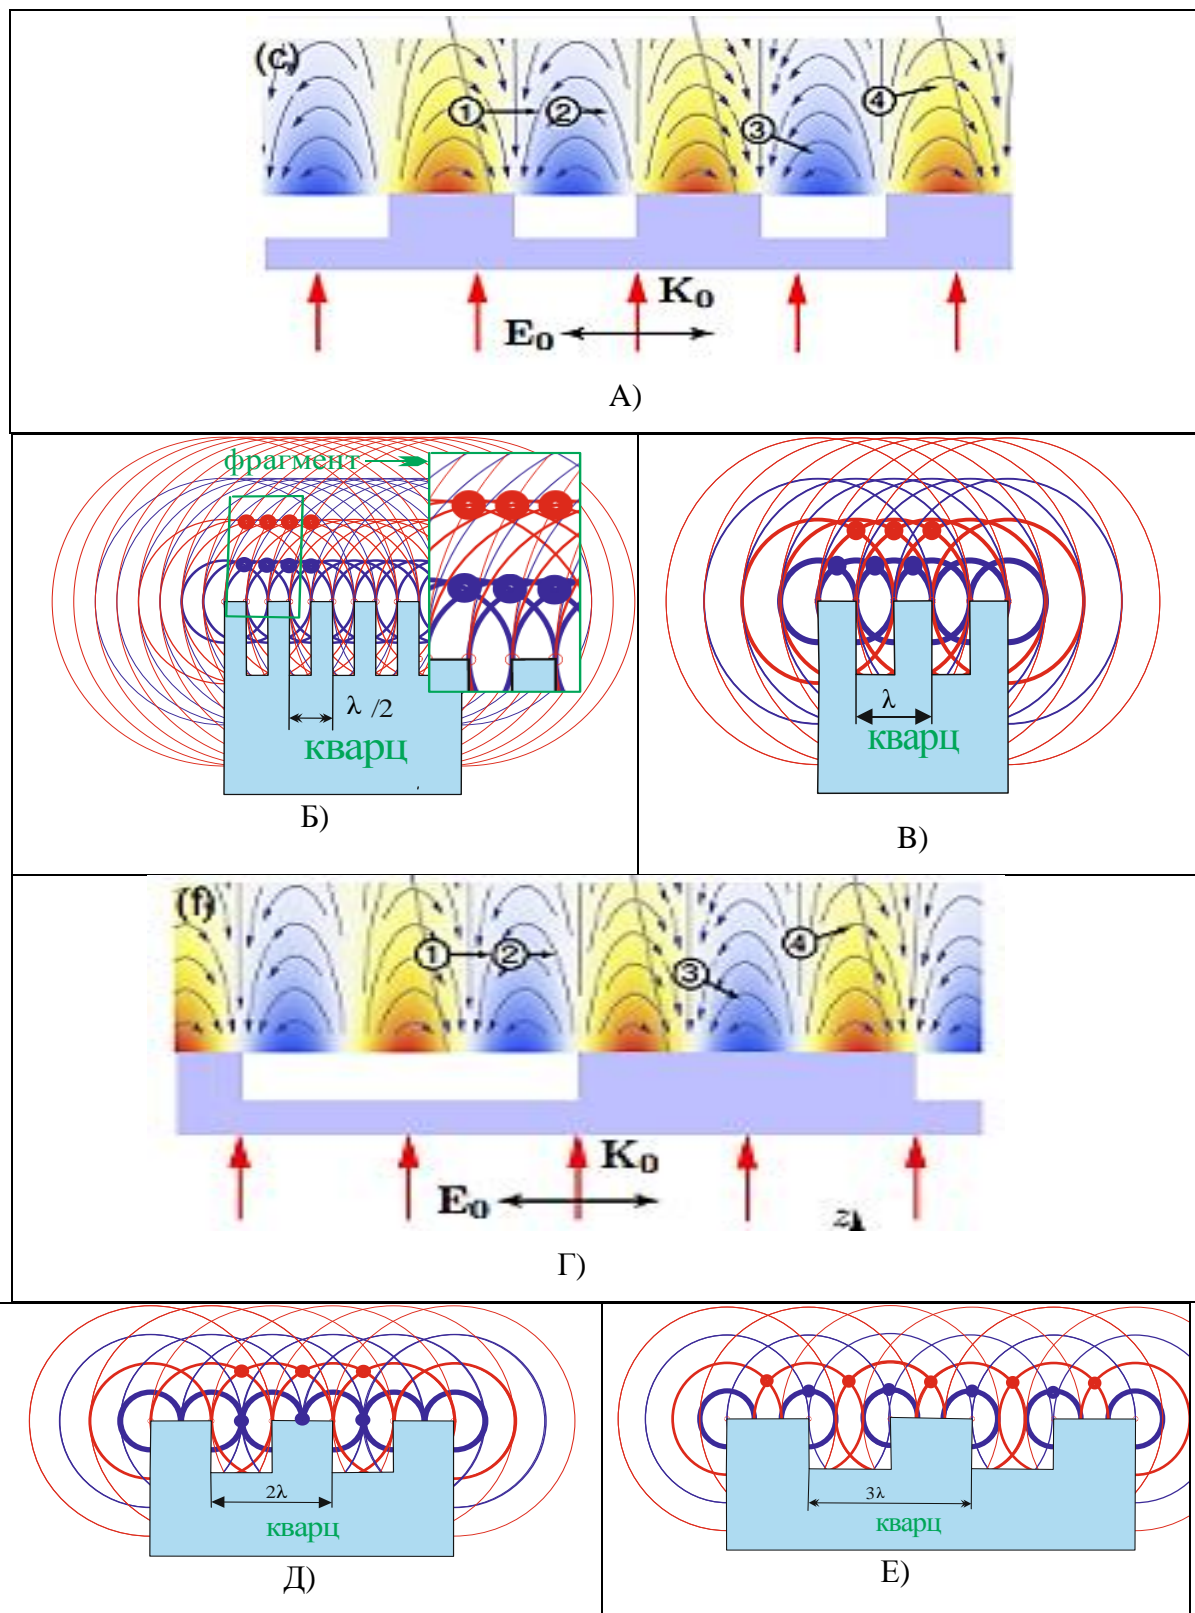 (c)
① ② ④
③
K₀
E₀
А)
фрагмент
λ /2
кварц
Б)
λ
кварц
В)
(f)
① ② ④
③
K₀
E₀
z
Г)
2λ
кварц
Д)
3λ
кварц
Е)